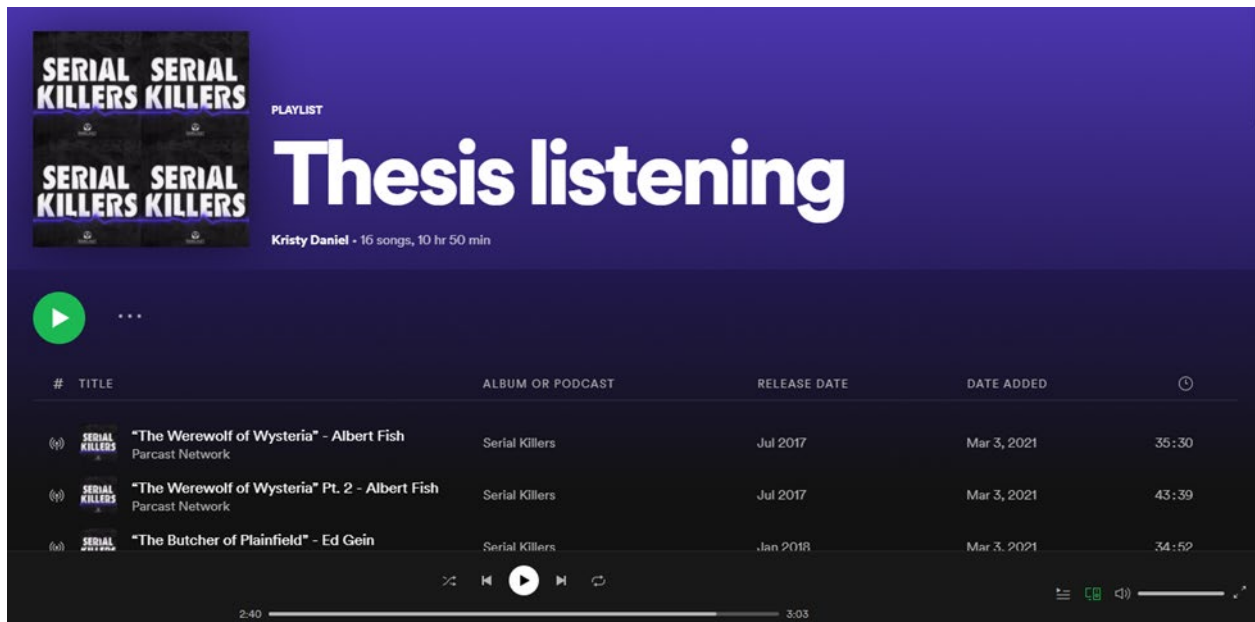 SERIAL SERIAL
KILLERS KILLERS
SERIAL SERIAL
KILLERS KILLERS
PLAYLIST
Thesis listening
Kristy Daniel • 16 songs, 10 hr 50 min
# TITLE ALBUM OR PODCAST RELEASE DATE DATE ADDED
SERIAL
KILLERS
“The Werewolf of Wysteria” - Albert Fish
Parcast Network
Serial Killers Jul 2017 Mar 3, 2021 35:30
SERIAL
KILLERS
“The Werewolf of Wysteria” Pt. 2 - Albert Fish
Parcast Network
Serial Killers Jul 2017 Mar 3, 2021 43:39
SERIAL
KILLERS
“The Butcher of Plainfield” - Ed Gein
Serial Killers Jan 2018 Mar 3, 2021 34:52
2:40 3:03